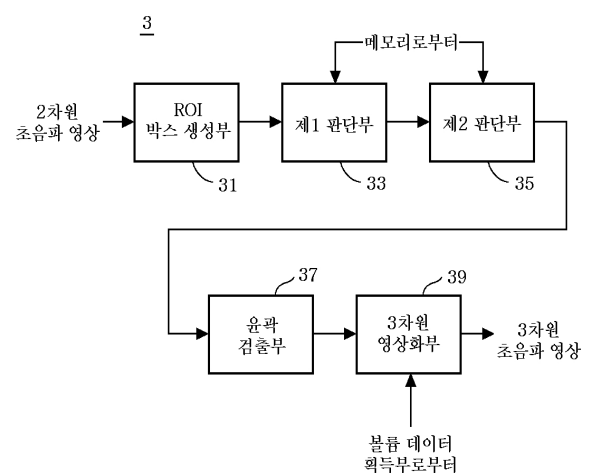 3
메모리로부터
2차원
초음파 영상
ROI
박스 생성부
제1 판단부
제2 판단부
31
33
35
37
39
윤곽
검출부
3차원
영상화부
3차원
초음파 영상
볼륨 데이터
획득부로부터